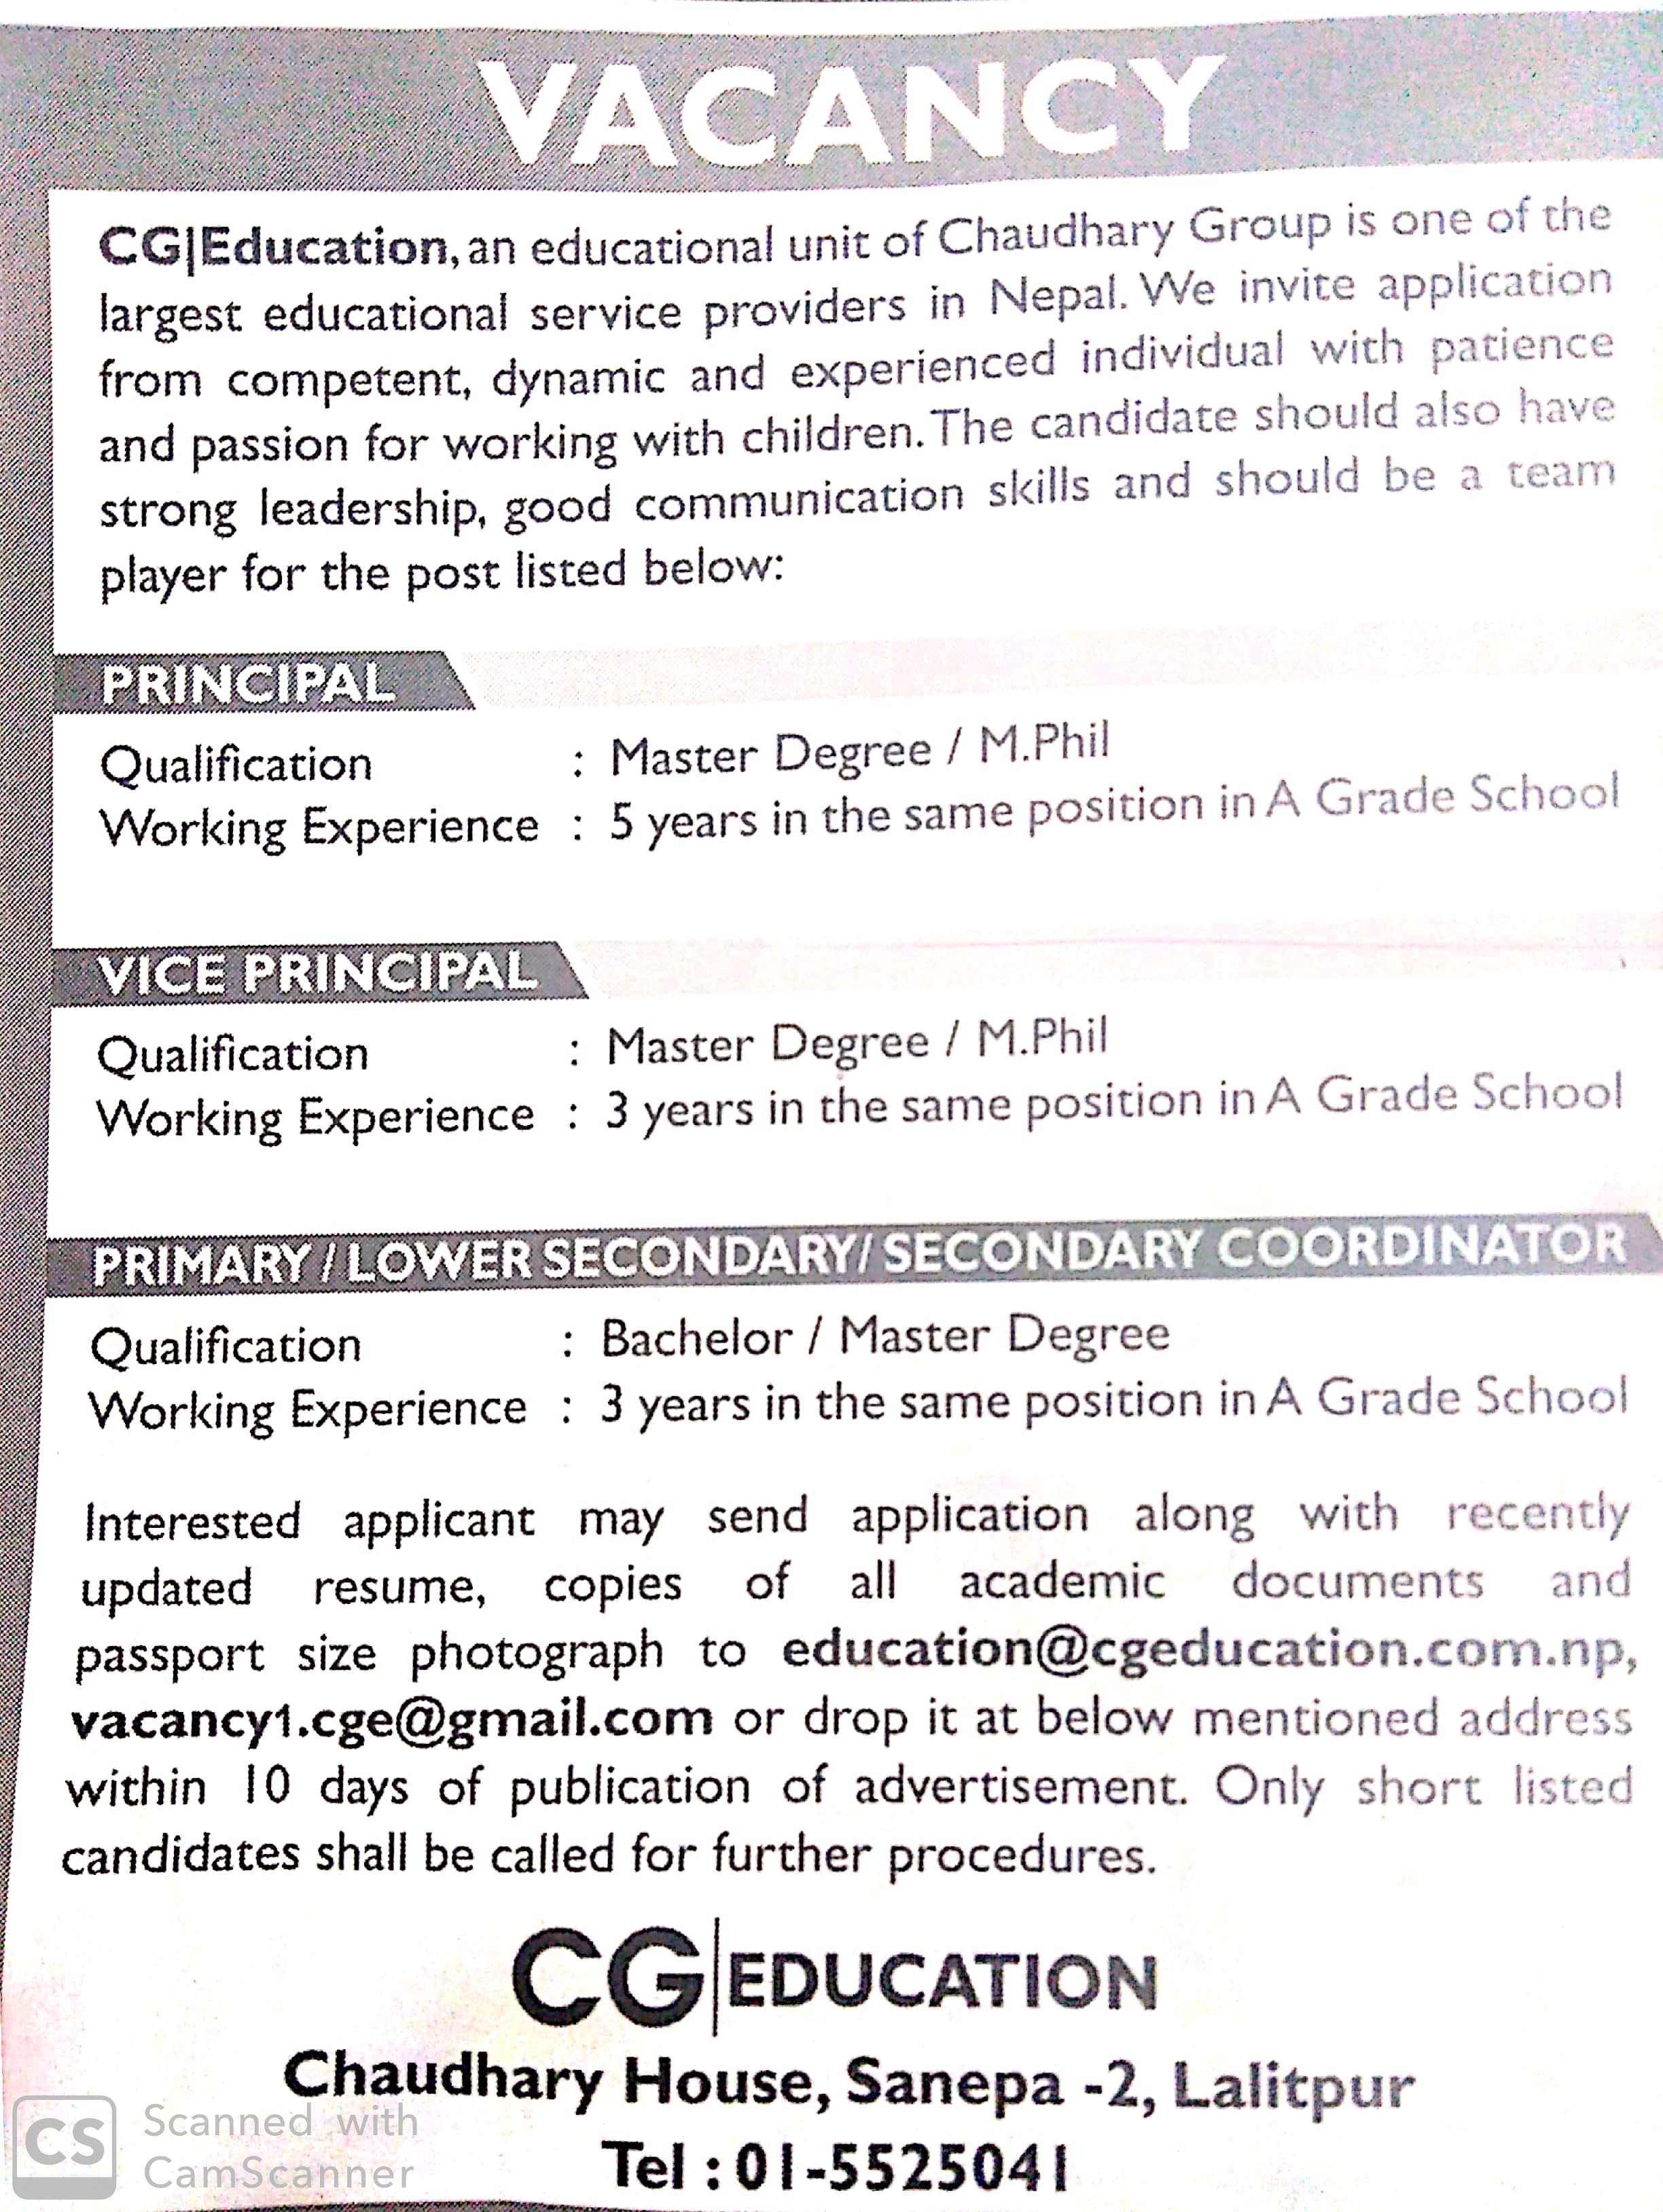 VACANCY
CG|Education, an educational unit of Chaudhary Group is one of the
largest educational service providers in Nepal. We invite application
from competent, dynamic and experienced individual with patience
and passion for working with children. The candidate should also have
strong leadership, good communication skills and should be a team
player for the post listed below:
PRINCIPAL
Qualification : Master Degree / M.Phil
Working Experience : 5 years in the same position in A Grade School
VICE PRINCIPAL
Qualification : Master Degree / M.Phil
Working Experience : 3 years in the same position in A Grade School
PRIMARY / LOWER SECONDARY/ SECONDARY COORDINATOR
Qualification : Bachelor / Master Degree
Working Experience : 3 years in the same position in A Grade School
Interested applicant may send application along with recently
updated resume, copies of all academic documents and
passport size photograph to education@cgeducation.com.np,
vacancy1.cge@gmail.com or drop it at below mentioned address
within 10 days of publication of advertisement. Only short listed
candidates shall be called for further procedures.
CG|EDUCATION
Chaudhary House, Sanepa -2, Lalitpur
Tel : 01-5525041
CS Scanned with
CamScanner